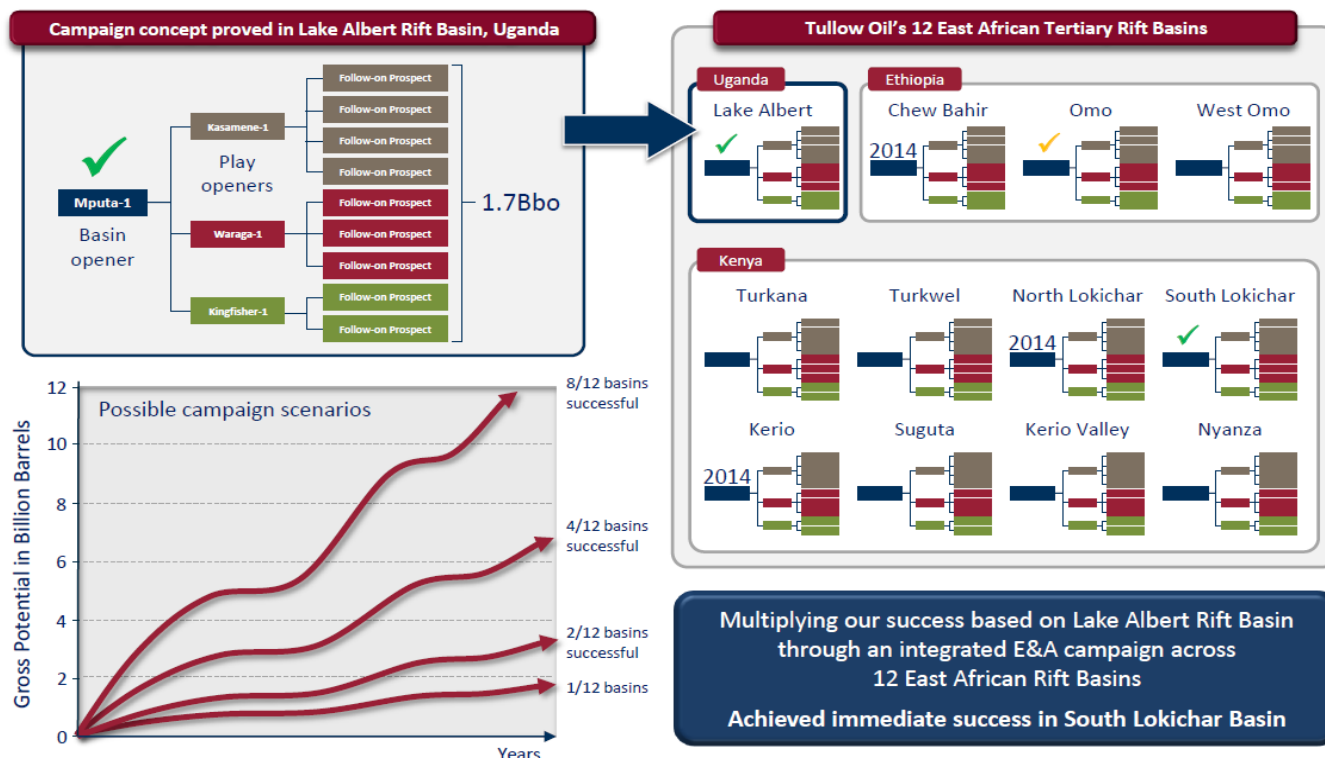 Campaign concept proved in Lake Albert Rift Basin, Uganda
Mputa-1
Basin
opener
Kasamene-1
Play
openers
Waraga-1
Kingfisher-1
Follow-on Prospect
Follow-on Prospect
Follow-on Prospect
Follow-on Prospect
Follow-on Prospect
Follow-on Prospect
Follow-on Prospect
Follow-on Prospect
Follow-on Prospect
1.7Bbo
Tullow Oil's 12 East African Tertiary Rift Basins
Uganda
Lake Albert
Ethiopia
Chew Bahir
2014
Omo
West Omo
Kenya
Turkana
Turkwel
North Lokichar
2014
South Lokichar
Kerio
2014
Suguta
Kerio Valley
Nyanza
Possible campaign scenarios
Gross Potential in Billion Barrels
12
10
8
6
4
2
0
Years
8/12 basins
successful
4/12 basins
successful
2/12 basins
successful
1/12 basins
Multiplying our success based on Lake Albert Rift Basin
through an integrated E&A campaign across
12 East African Rift Basins
Achieved immediate success in South Lokichar Basin